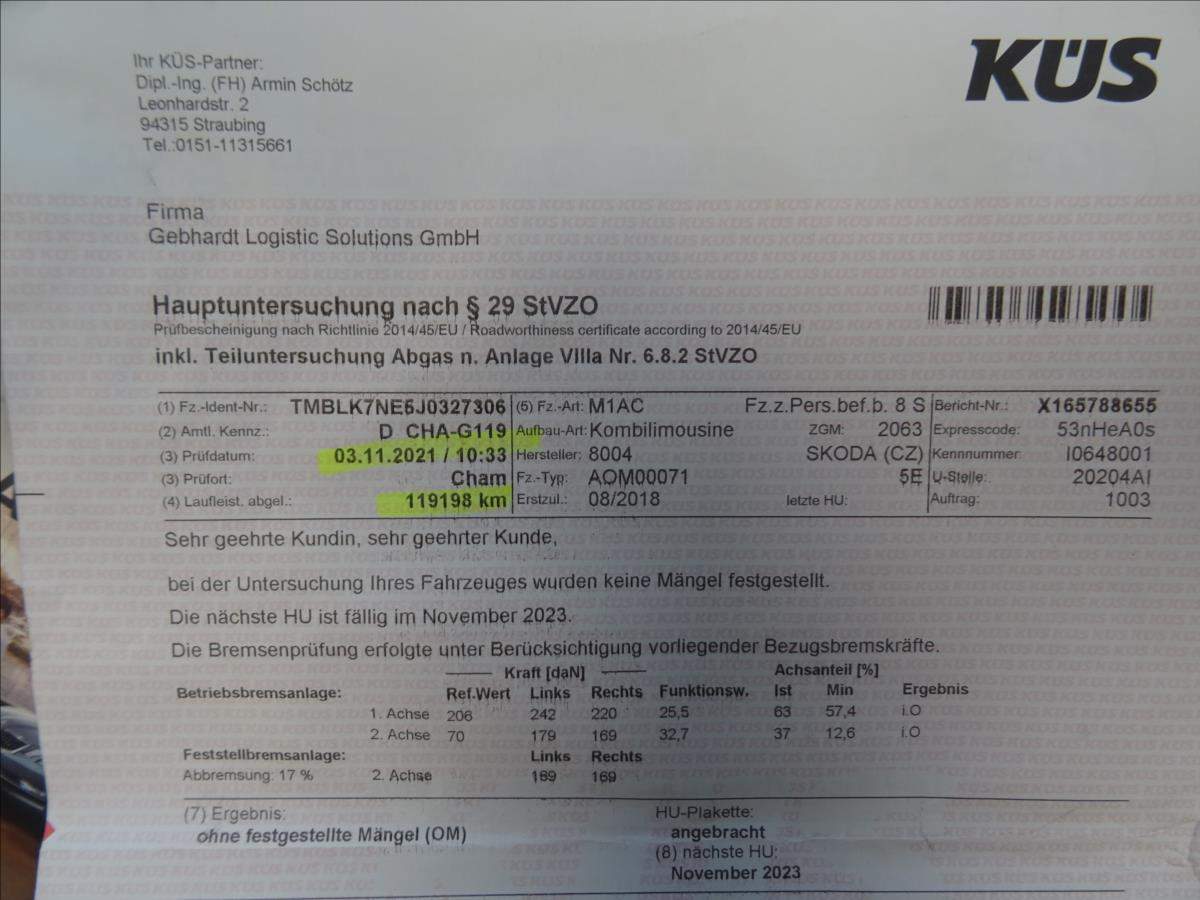 KÜS
Ihr KÜS-Partner:
Dipl.-Ing. (FH) Armin Schötz
Leonhardstr. 2
94315 Straubing
Tel.:0151-11315661
Firma
Gebhardt Logistic Solutions GmbH
Hauptuntersuchung nach § 29 StVZO
Prüfbescheinigung nach Richtlinie 2014/45/EU / Roadworthiness certificate according to 2014/45/EU
inkl. Teiluntersuchung Abgas n. Anlage VIIIa Nr. 6.8.2 StVZO
(1) Fz.-Ident-Nr.: TMBLK7NE5J0327306 (5) Fz.-Art: M1AC Fz.z.Pers.bef.b. 8 S Bericht-Nr.: X165788655
(2) Amtl. Kennz.: D CHA-G119 Aufbau-Art: Kombilimousine ZGM: 2063 Expresscode: 53nHeA0s
(3) Prüfdatum: 03.11.2021 / 10:33 Hersteller: 8004 SKODA (CZ) Kennnummer I0648001
(3) Prüfort: Cham Fz.-Typ: AOM00071 5E U-Stelle: 20204AI
(4) Laufleist. abgel.: 119198 km Erstzul.: 08/2018 letzte HU: Auftrag: 1003
Sehr geehrte Kundin, sehr geehrter Kunde,
bei der Untersuchung Ihres Fahrzeuges wurden keine Mängel festgestellt.
Die nächste HU ist fällig im November 2023.
Die Bremsenprüfung erfolgte unter Berücksichtigung vorliegender Bezugsbremskräfte.
Kraft [daN] Achsanteil [%]
Betriebsbremsanlage: Ref.Wert Links Rechts Funktionsw. Ist Min Ergebnis
1. Achse 206 242 220 25,5 63 57,4 i.O
2. Achse 70 179 169 32,7 37 12,6 i.O
Feststellbremsanlage: Links Rechts
Abbremsung: 17 % 2. Achse 169 169
(7) Ergebnis: HU-Plakette:
ohne festgestellte Mängel (OM) angebracht
(8) nächste HU:
November 2023